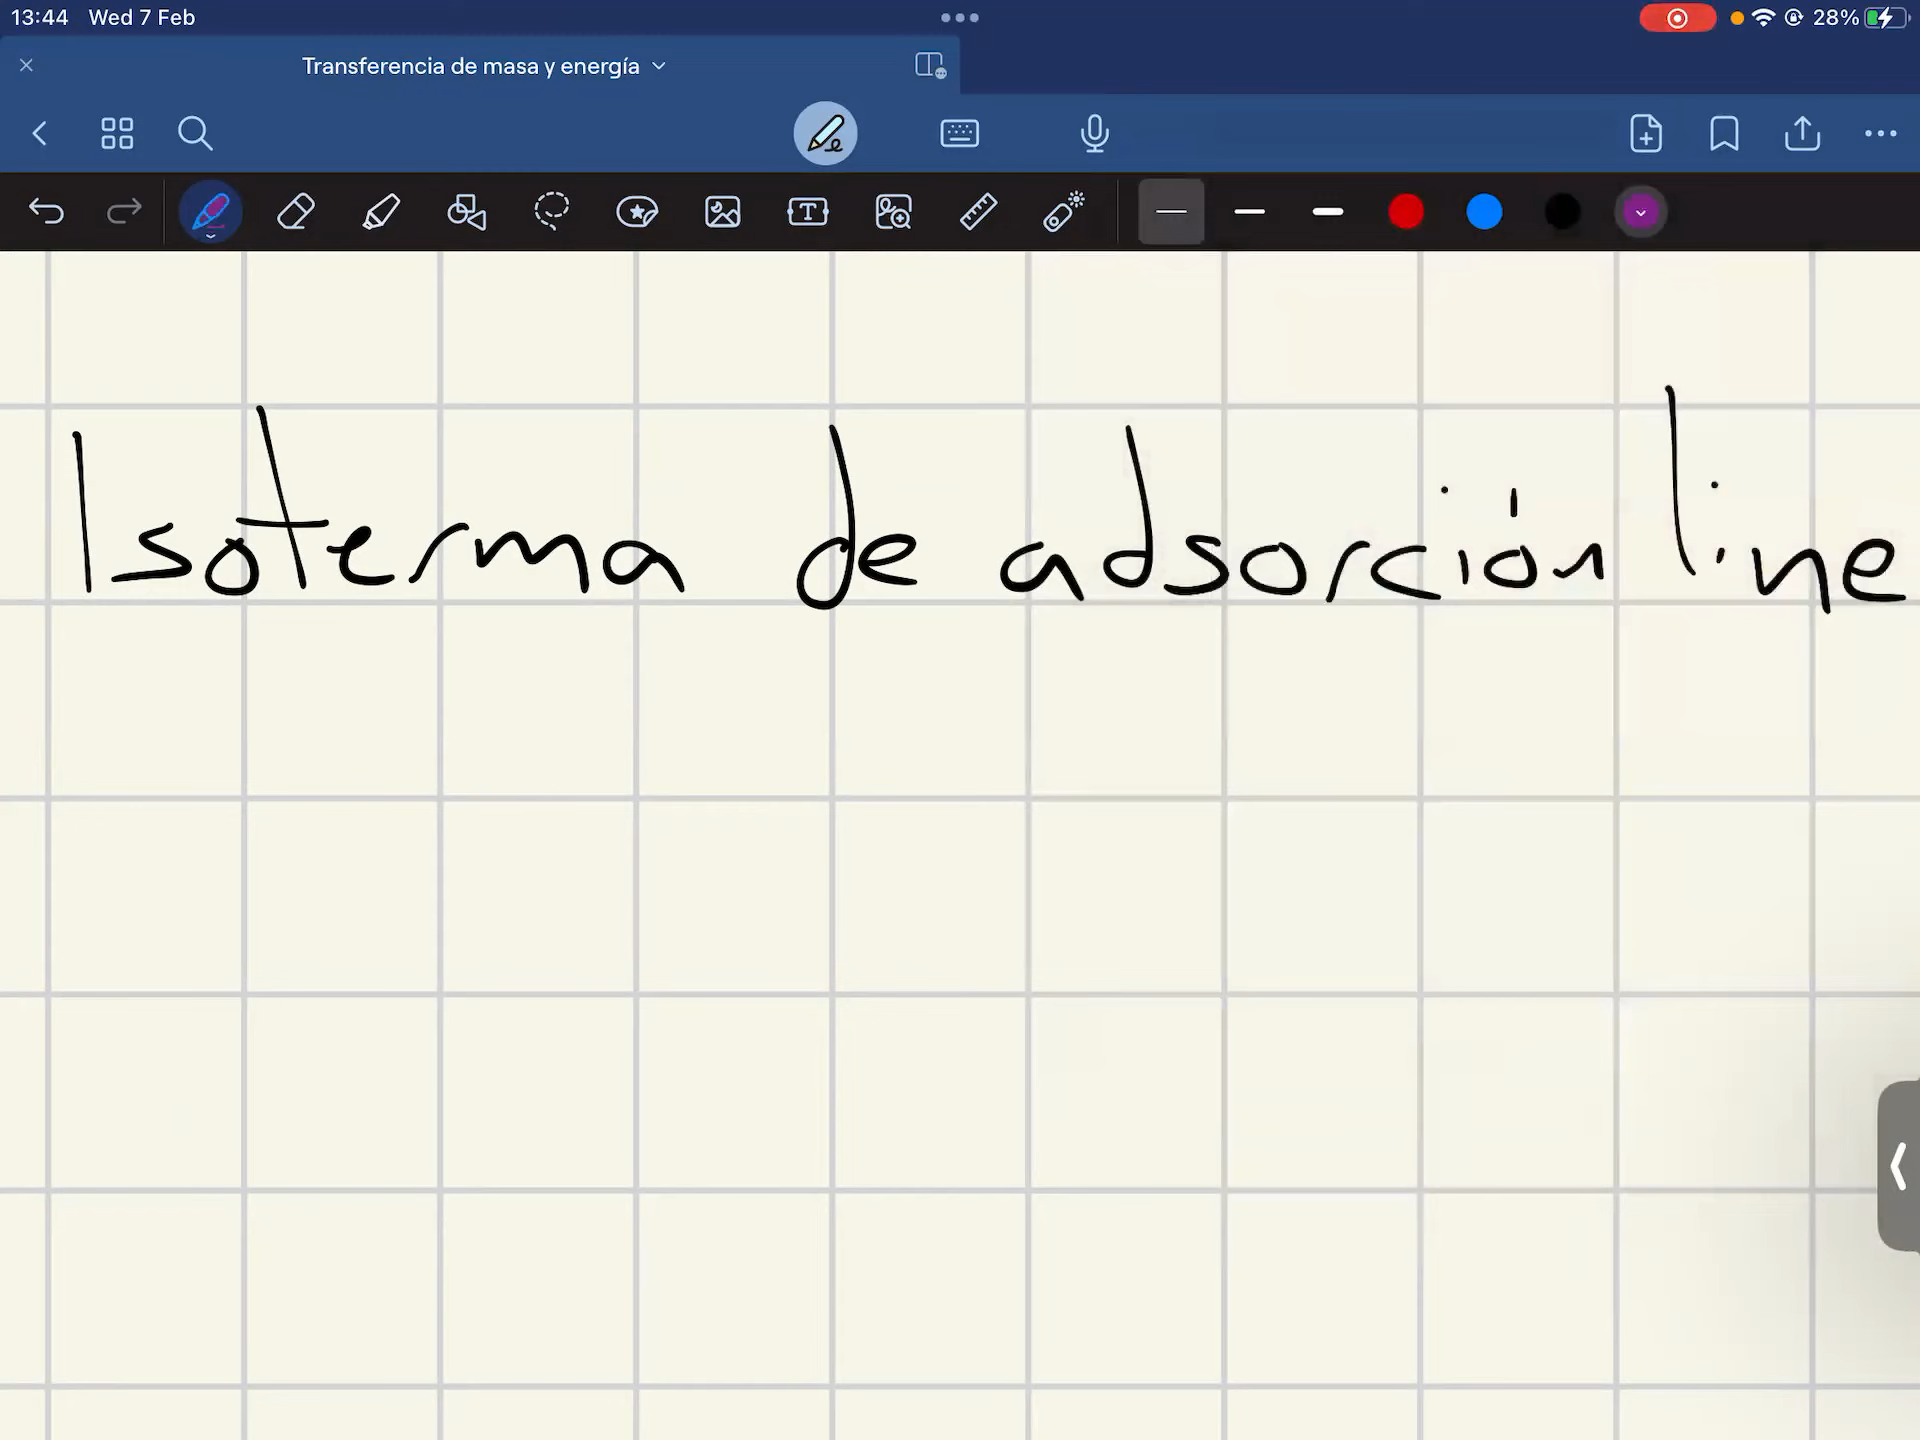 13:44 Wed 7 Feb 28%
Transferencia de masa y energía
Isoterma de adsorción line